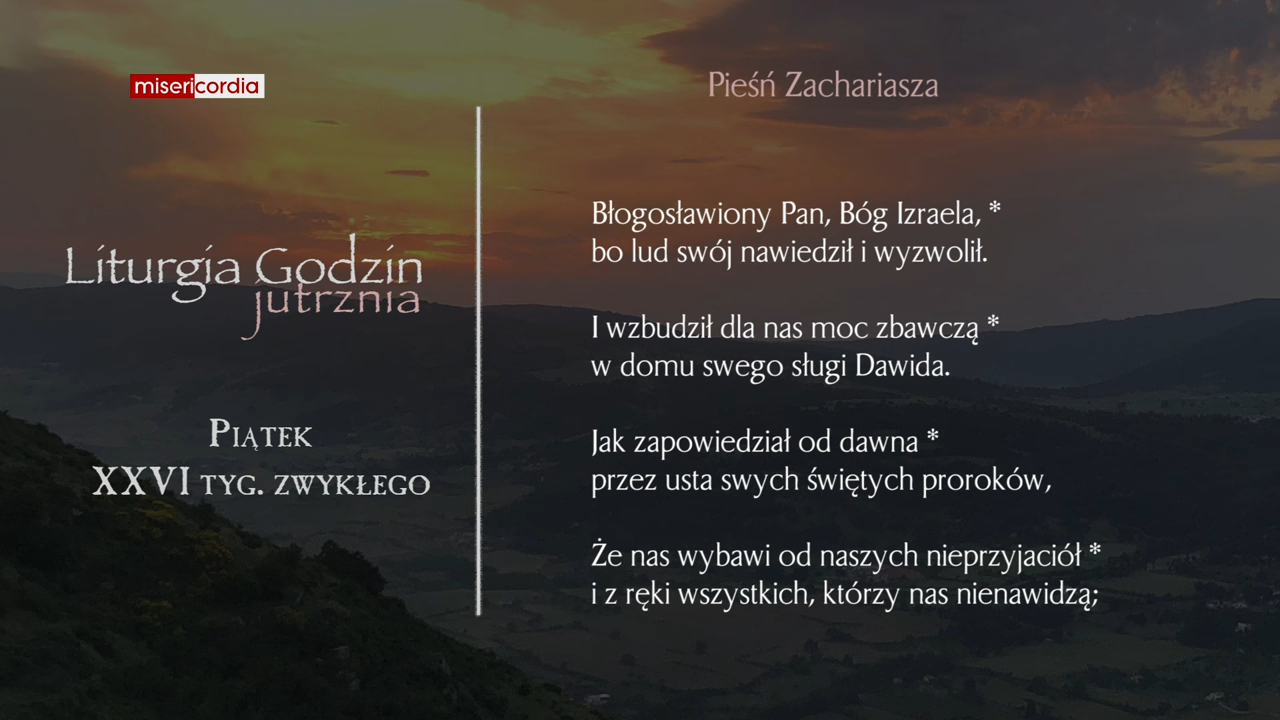 misericordia
Liturgia Godzin
jutrznia
Piątek
XXVI tyg. zwykłego
Pieśń Zachariasza
Błogosławiony Pan, Bóg Izraela, *
bo lud swój nawiedził i wyzwolił.
I wzbudził dla nas moc zbawczą *
w domu swego sługi Dawida.
Jak zapowiedział od dawna *
przez usta swych świętych proroków,
Że nas wybawi od naszych nieprzyjaciół *
i z ręki wszystkich, którzy nas nienawidzą;